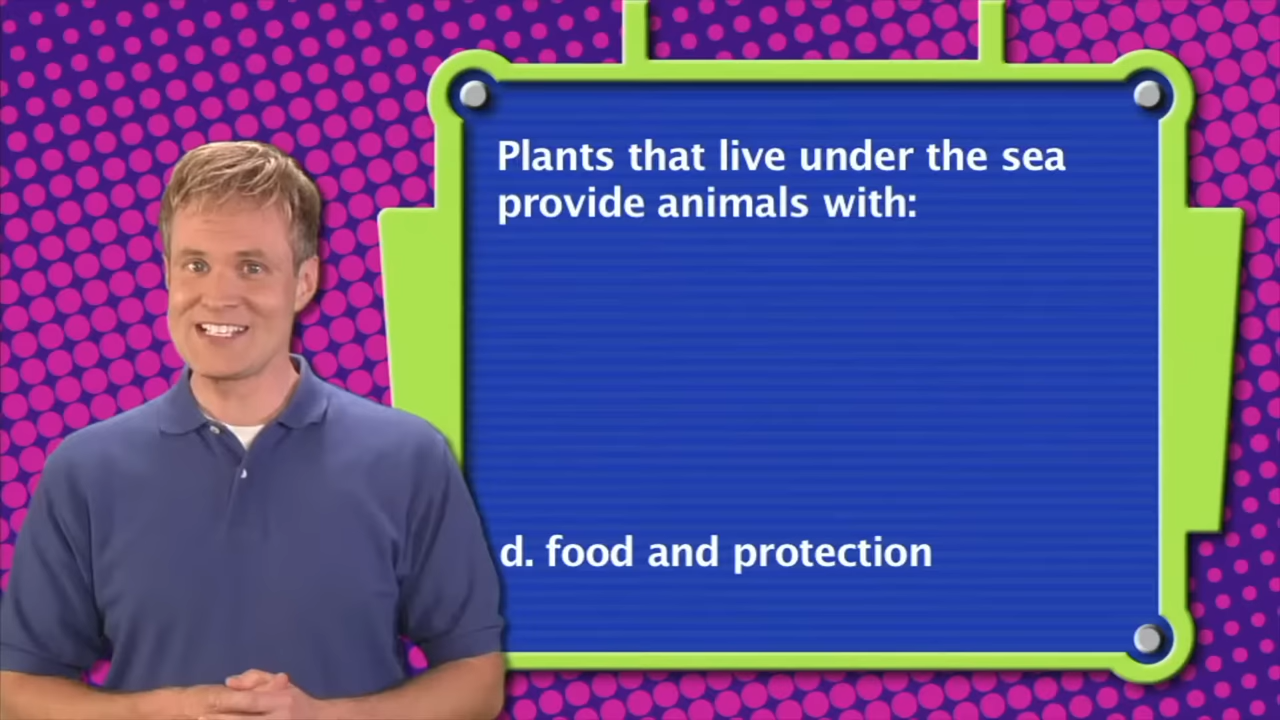 Plants that live under the sea
provide animals with:
d. food and protection